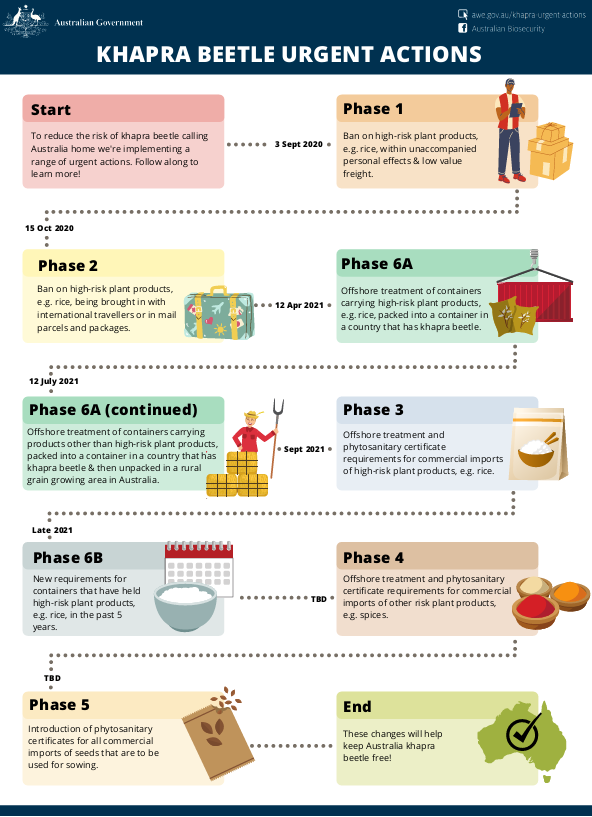 Australian Government
awe.gov.au/khapra-urgent-actions
Australian Biosecurity
KHAPRA BEETLE URGENT ACTIONS
Start
To reduce the risk of khapra beetle calling
Australia home we're implementing a
range of urgent actions. Follow along to
learn more!
3 Sept 2020
Phase 1
Ban on high-risk plant products,
e.g. rice, within unaccompanied
personal effects & low value
freight.
15 Oct 2020
Phase 2
Ban on high-risk plant products,
e.g. rice, being brought in with
international travellers or in mail
parcels and packages.
12 Apr 2021
Phase 6A
Offshore treatment of containers
carrying high-risk plant products,
e.g. rice, packed into a container in
a country that has khapra beetle.
12 July 2021
Phase 6A (continued)
Offshore treatment of containers carrying
products other than high-risk plant products,
packed into a container in a country that has
khapra beetle & then unpacked in a rural
grain growing area in Australia.
Sept 2021
Phase 3
Offshore treatment and
phytosanitary certificate
requirements for commercial imports
of high-risk plant products, e.g. rice.
Late 2021
Phase 6B
New requirements for
containers that have held
high-risk plant products,
e.g. rice, in the past 5
years.
TBD
Phase 4
Offshore treatment and phytosanitary
certificate requirements for commercial
imports of other risk plant products,
e.g. spices.
TBD
Phase 5
Introduction of phytosanitary
certificates for all commercial
imports of seeds that are to be
used for sowing.
End
These changes will help
keep Australia khapra
beetle free!